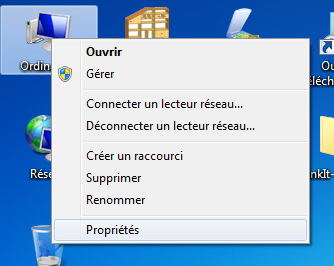 Ordin
Ouvrir
Gérer
Connecter un lecteur réseau...
Déconnecter un lecteur réseau...
Créer un raccourci
Supprimer
Renommer
Propriétés
Rése
Ou
élécha
nkIt-